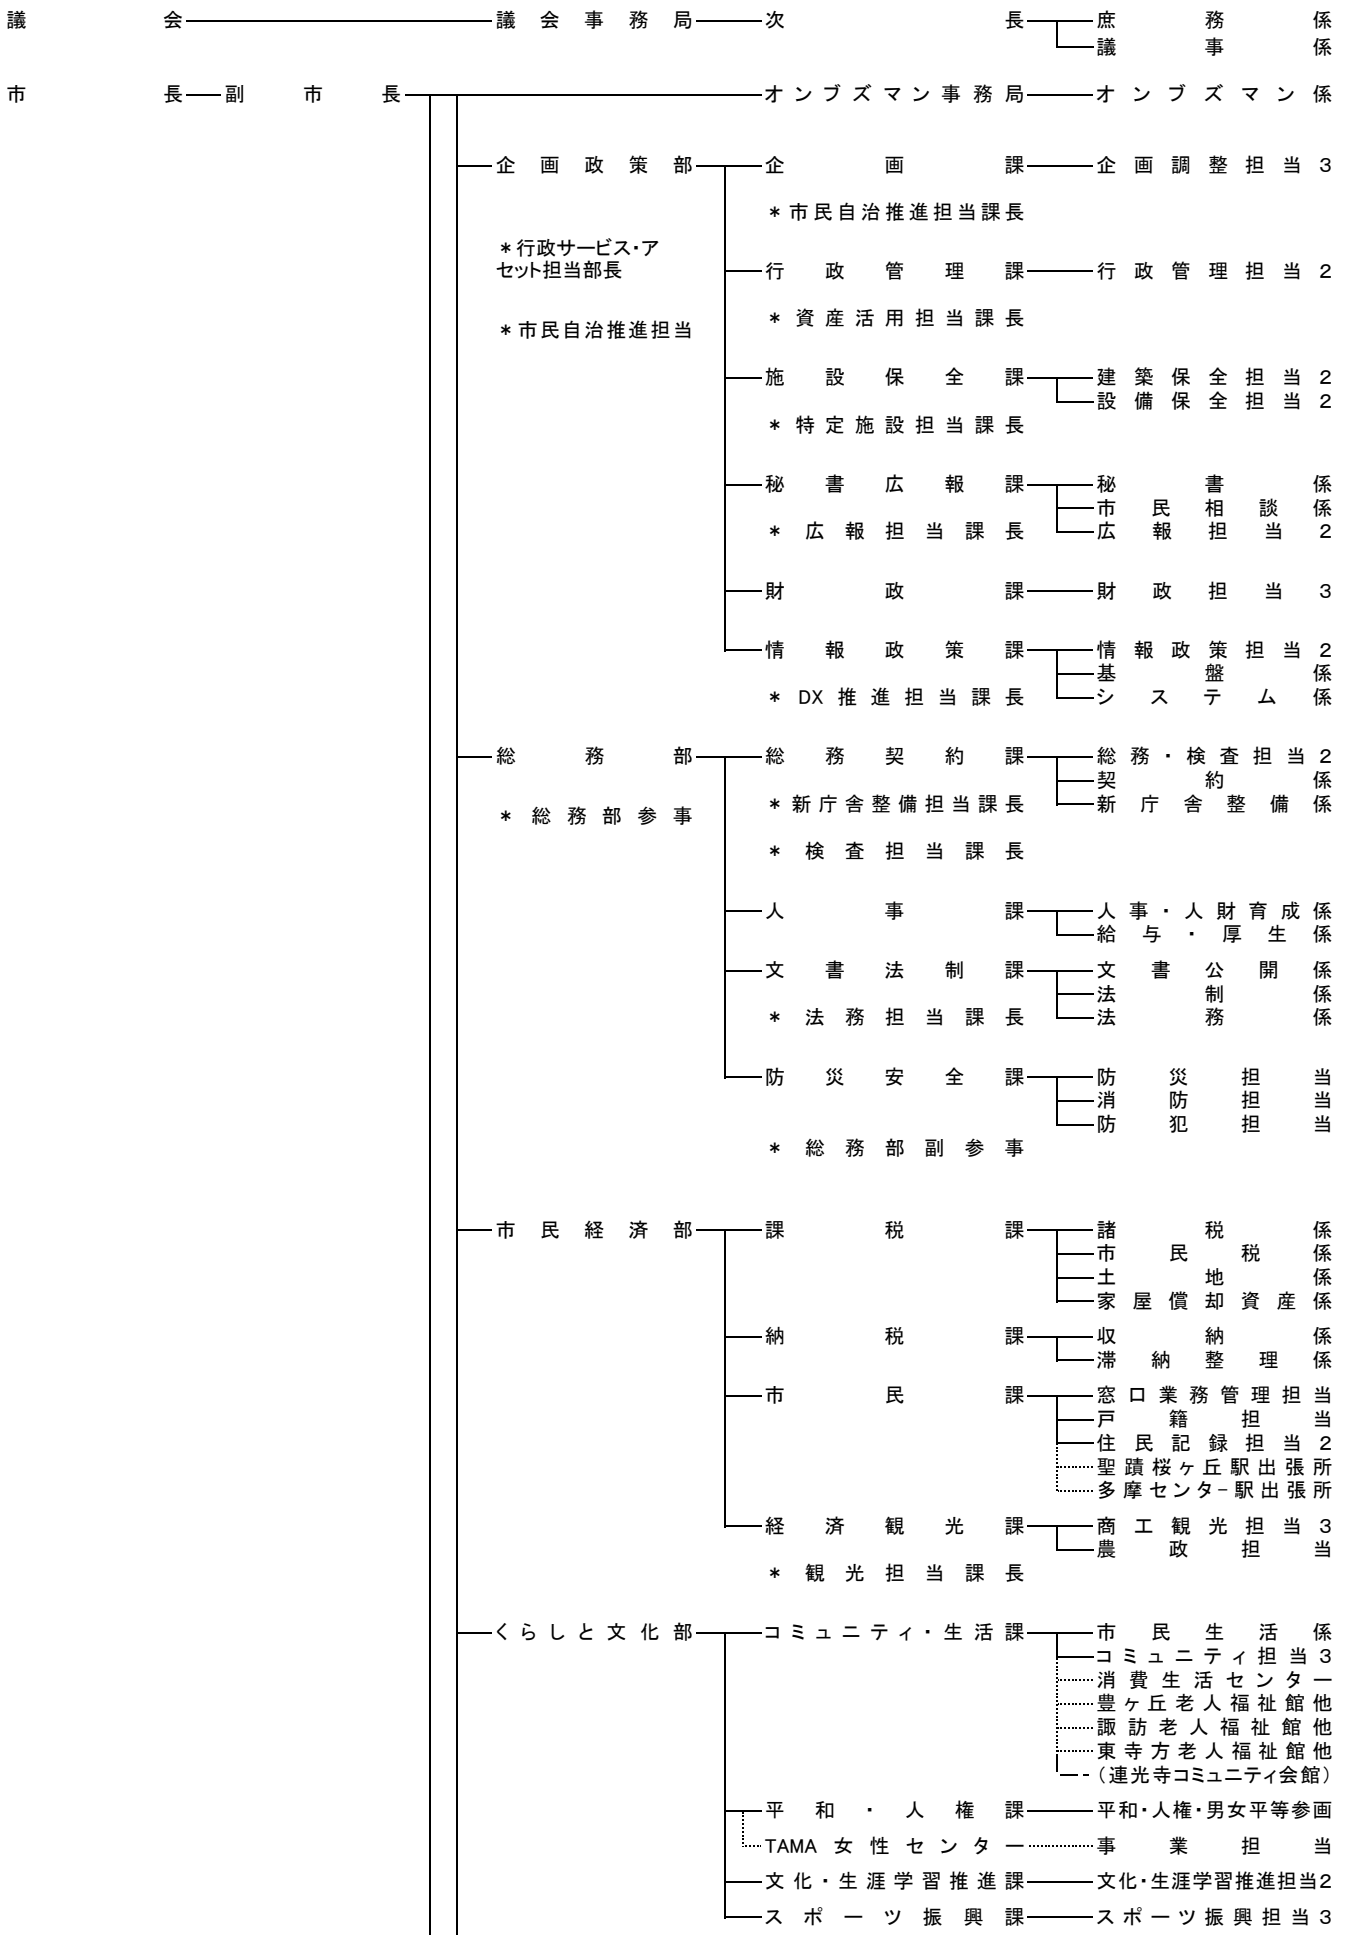 議会 議会事務局 次長 庶務係
議事係
市長 副市長 オンブズマン事務局 オンブズマン係
企画政策部 企画課 企画調整担当3
*市民自治推進担当課長
*行政サービス・ア
セット担当部長 行政管理課 行政管理担当2
*資産活用担当課長
*市民自治推進担当
施設保全課 建築保全担当2
設備保全担当2
*特定施設担当課長
秘書広報課 秘書係
市民相談係
*広報担当課長 広報担当2
財政課 財政担当3
情報政策課 情報政策担当2
基盤係
*DX推進担当課長 システム係
総務部 総務契約課 総務・検査担当2
契約係
*新庁舎整備担当課長 新庁舎整備係
*総務部参事
*検査担当課長
人事課 人事・人財育成係
給与・厚生係
文書法制課 文書公開係
法制係
*法務担当課長 法務係
防災安全課 防災担当
消防担当
防犯担当
*総務部副参事
市民経済部 課税課 諸税係
市民税係
土地係
家屋償却資産係
納税課 収納係
滞納整理係
市民課 窓口業務管理担当
戸籍担当
住民記録担当2
聖蹟桜ヶ丘駅出張所
多摩センタ-駅出張所
経済観光課 商工観光担当3
農政担当
*観光担当課長
くらしと文化部 コミュニティ・生活課 市民生活係
コミュニティ担当3
消費生活センター
豊ヶ丘老人福祉館他
諏訪老人福祉館他
東寺方老人福祉館他
(連光寺コミュニティ会館)
平和・人権課 平和・人権・男女平等参画
TAMA女性センター 事業担当
文化・生涯学習推進課 文化・生涯学習推進担当2
スポーツ振興課 スポーツ振興担当3